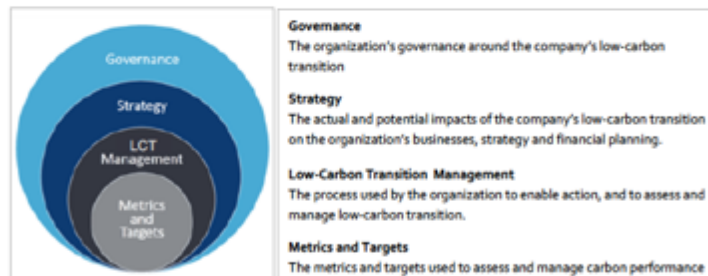 Governance
Strategy
LCT
Management
Metrics
and
Targets
Governance
The organization's governance around the company's low-carbon
transition
Strategy
The actual and potential impacts of the company's low-carbon transition
on the organization's businesses, strategy and financial planning.
Low-Carbon Transition Management
The process used by the organization to enable action, and to assess and
manage low-carbon transition.
Metrics and Targets
The metrics and targets used to assess and manage carbon performance